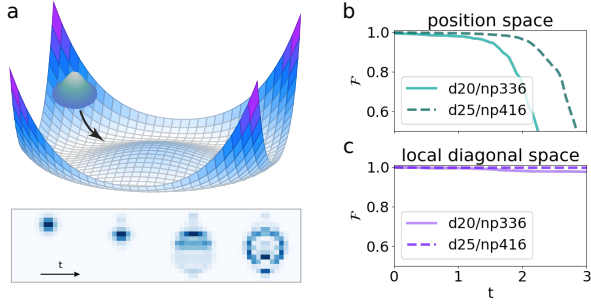 a
t
b
position space
1.0
0.8
0.6
F
d20/np336
d25/np416
c
local diagonal space
1.0
0.8
0.6
F
d20/np336
d25/np416
0
1
2
3
t